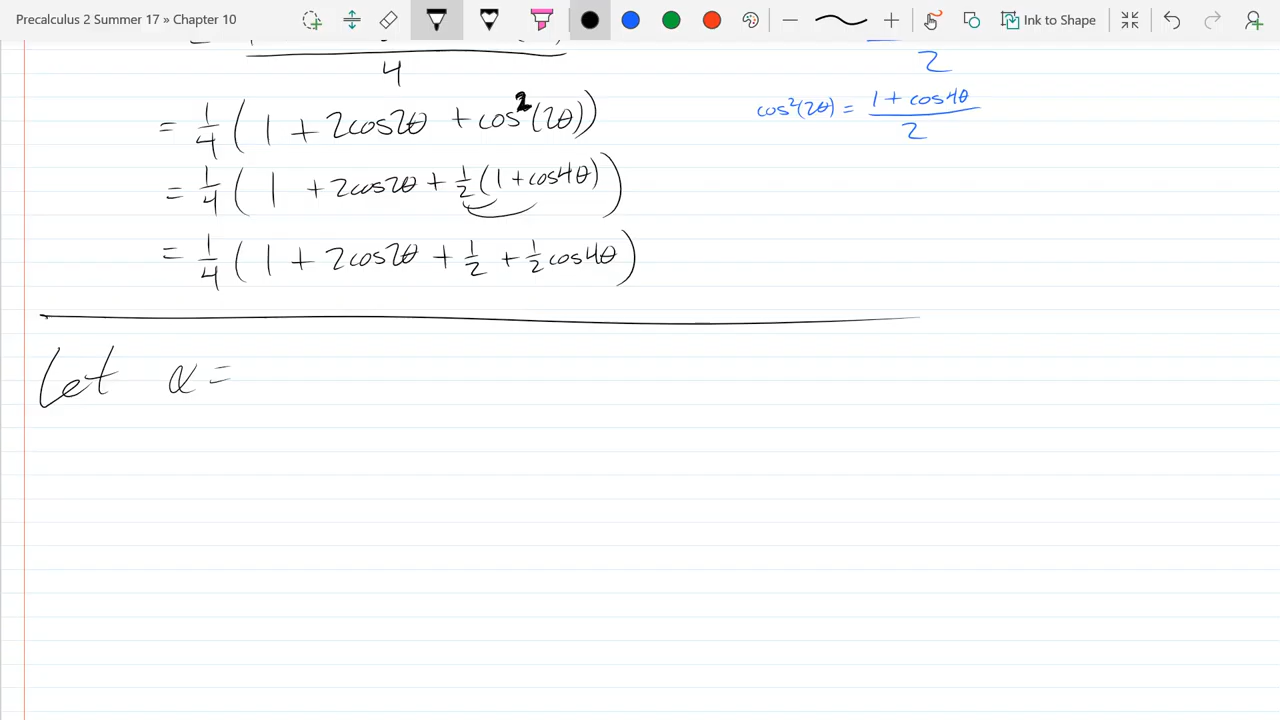 Precalculus 2 Summer 17 » Chapter 10
Ink to Shape
4
2
= 1/4 ( 1 + 2cos2θ + cos²(2θ))
cos²(2θ) = (1 + cos4θ)/2
= 1/4 ( 1 + 2cos2θ + 1/2 (1 + cos4θ) )
= 1/4 ( 1 + 2cos2θ + 1/2 + 1/2 cos4θ )
Let α =